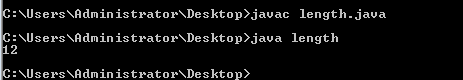 C:\Users\Administrator\Desktop>javac length.java
C:\Users\Administrator\Desktop>java length
12
C:\Users\Administrator\Desktop>